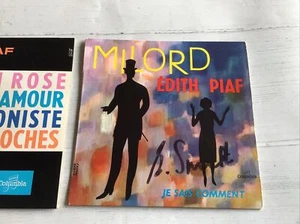 AF
ROSE
AMOUR
ONISTE
OCHES
Columbia
MILORD
EDITH PIAF
JE SAIS COMMENT